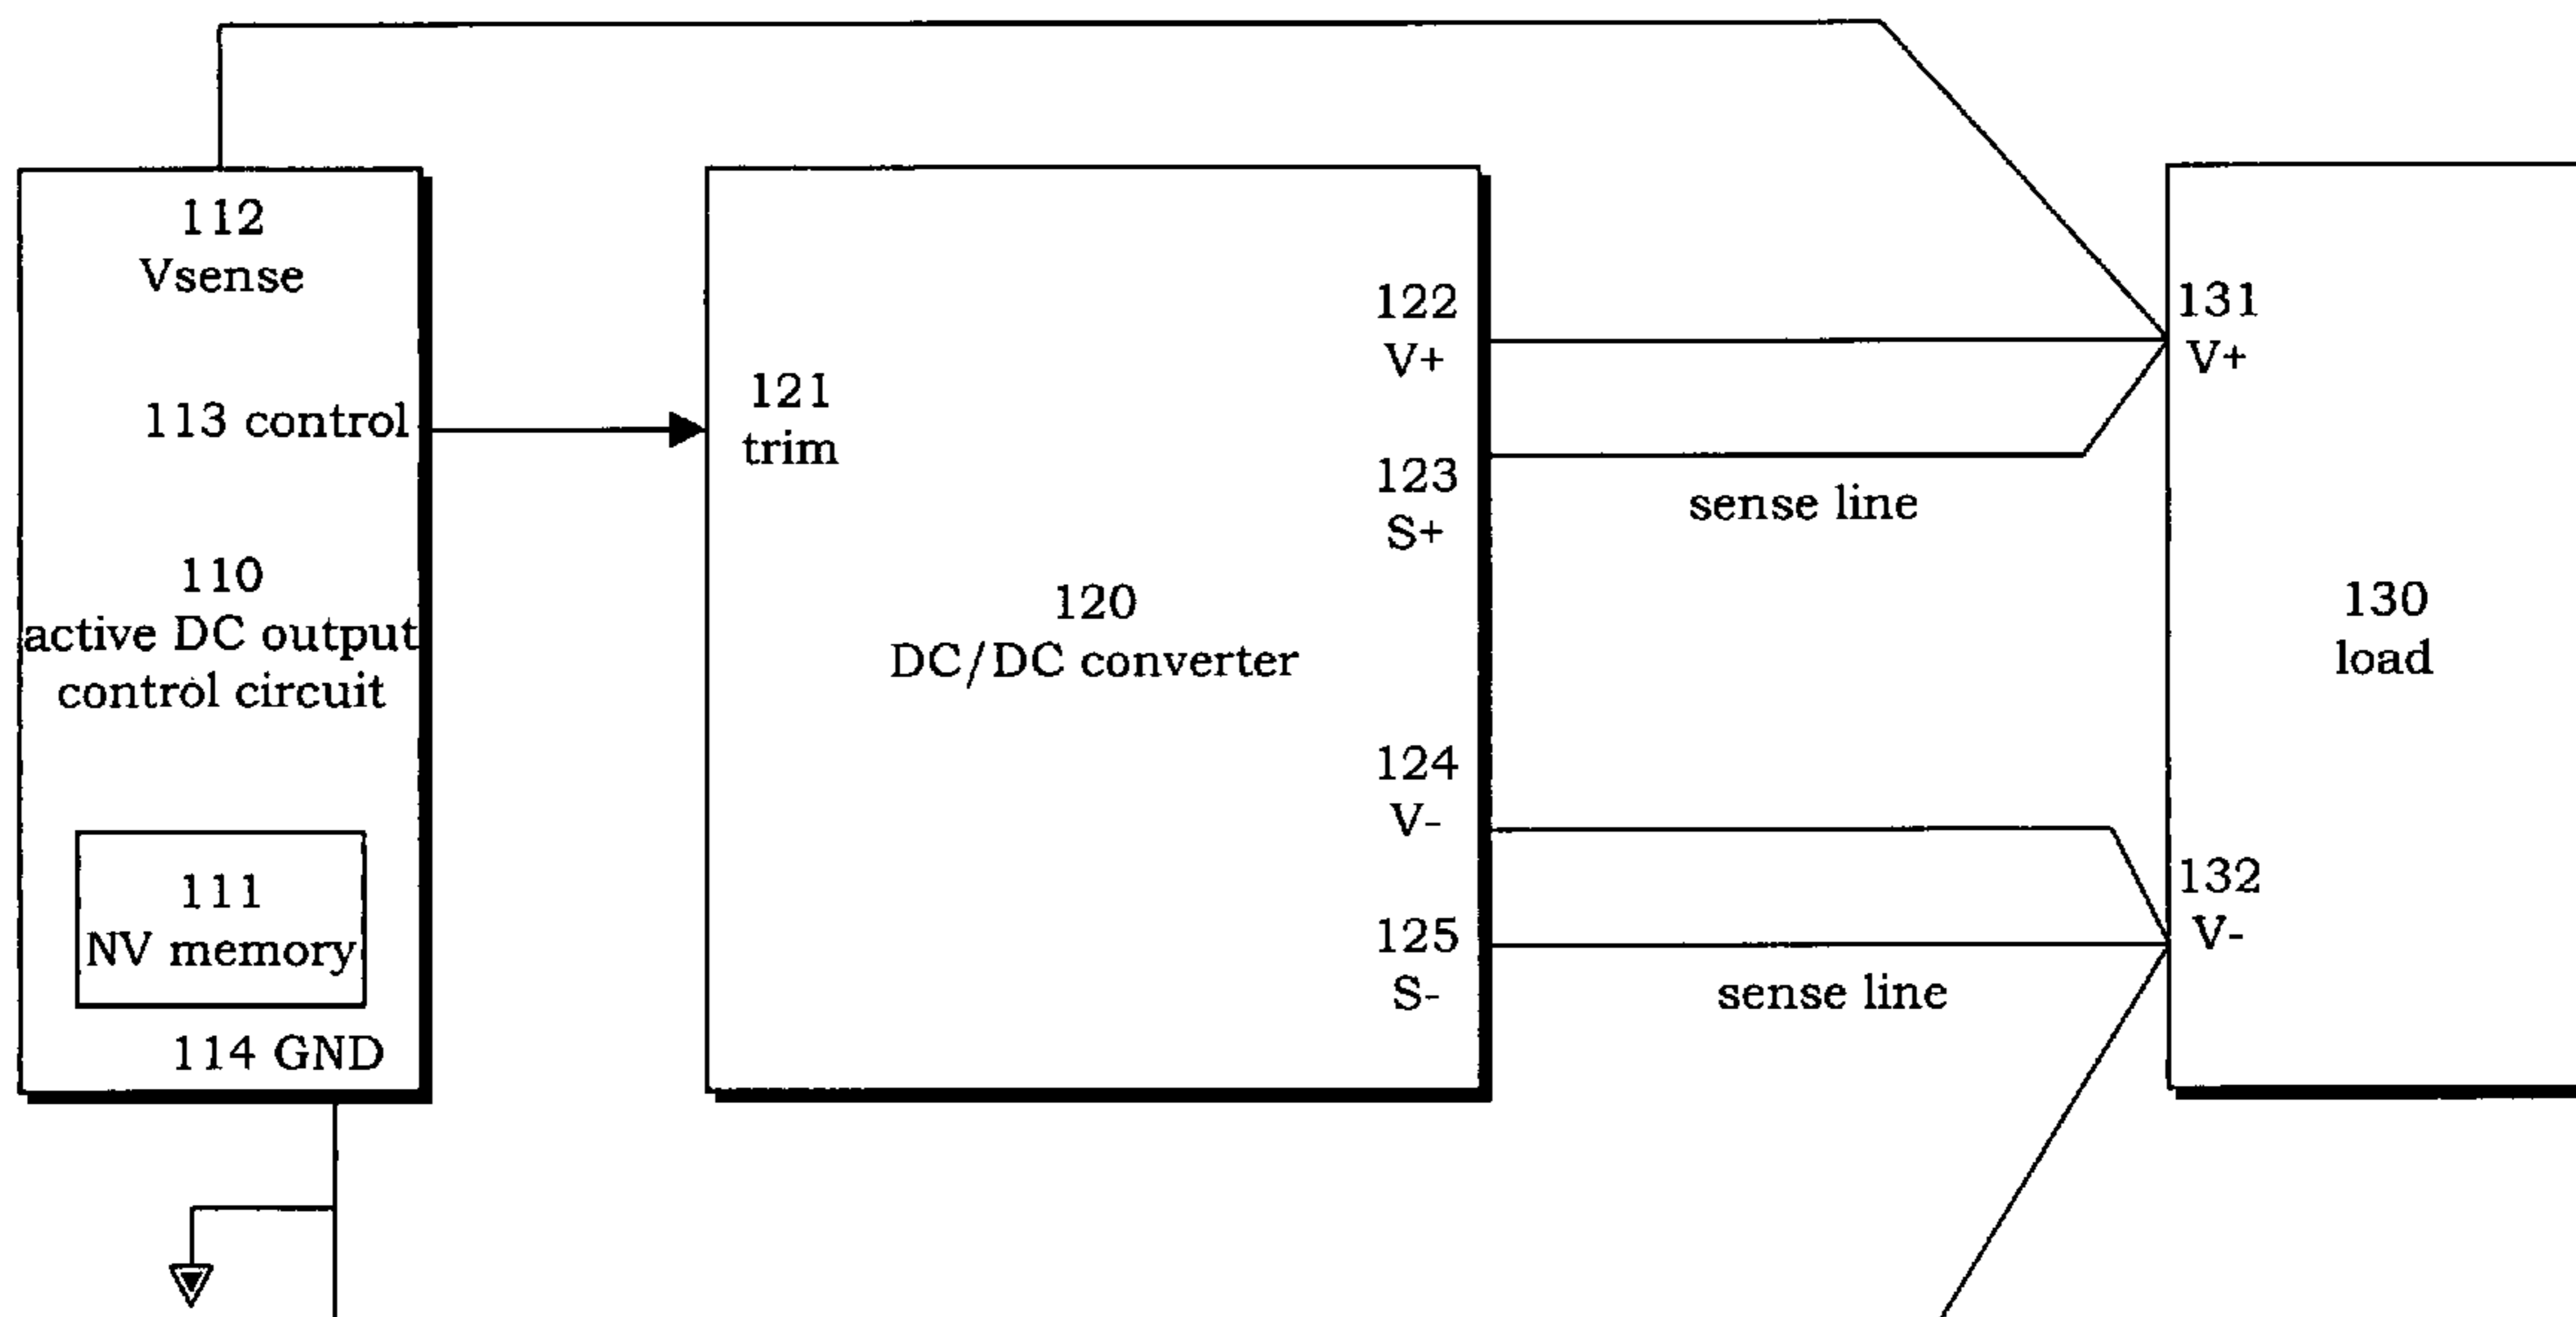 112
Vsense
113 control
110
active DC output
control circuit
111
NV memory
114 GND
121
trim
120
DC/DC converter
122
V+
123
S+
124
V-
125
S-
sense line
sense line
131
V+
130
load
132
V-